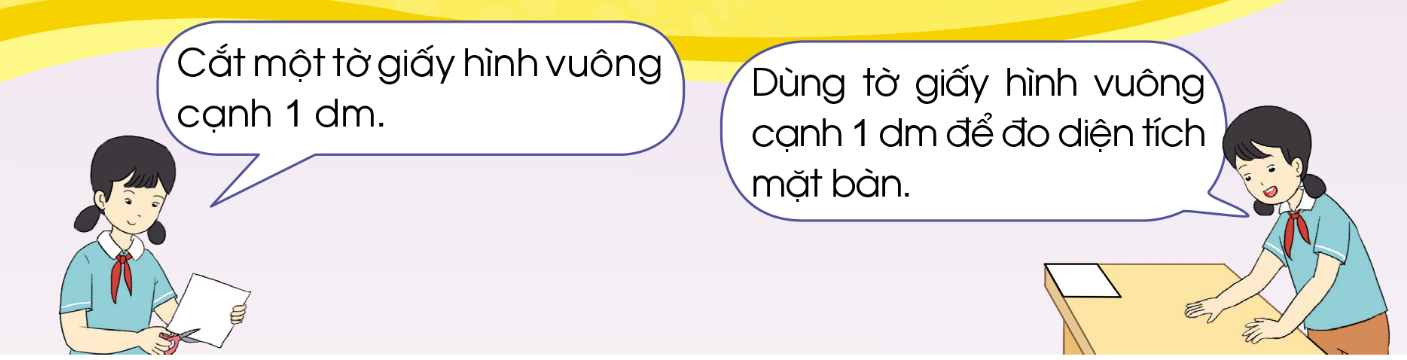 Cắt một tờ giấy hình vuông
cạnh 1 dm.
Dùng tờ giấy hình vuông
cạnh 1 dm để đo diện tích
mặt bàn.